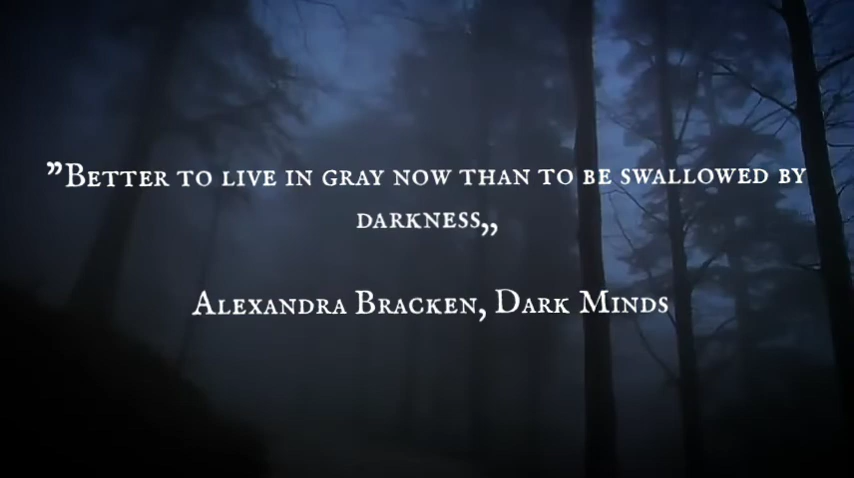 ”Better to live in gray now than to be swallowed by
darkness,,
Alexandra Bracken, Dark Minds